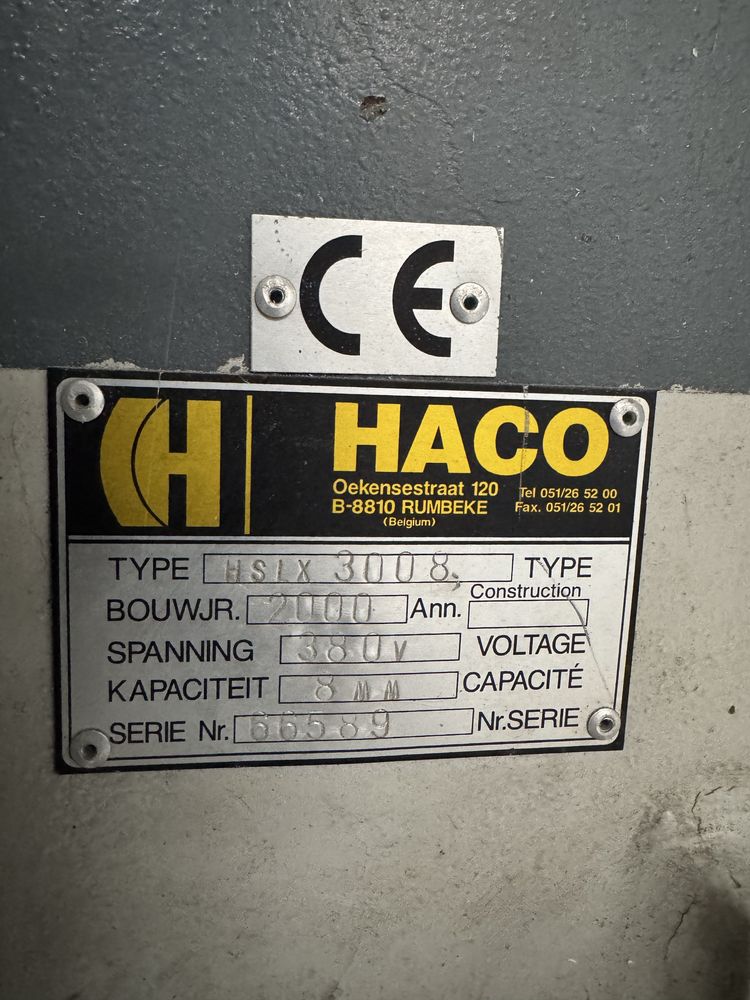 CE
H HACO
Oekensestraat 120 Tel 051/26 52 00
B-8810 RUMBEKE Fax. 051/26 52 01
(Belgium)
TYPE HSLX 3008 TYPE
BOUWJR. 2000 Ann. Construction
SPANNING 380V VOLTAGE
KAPACITEIT 8 MM CAPACITÉ
SERIE Nr. 66589 Nr.SERIE